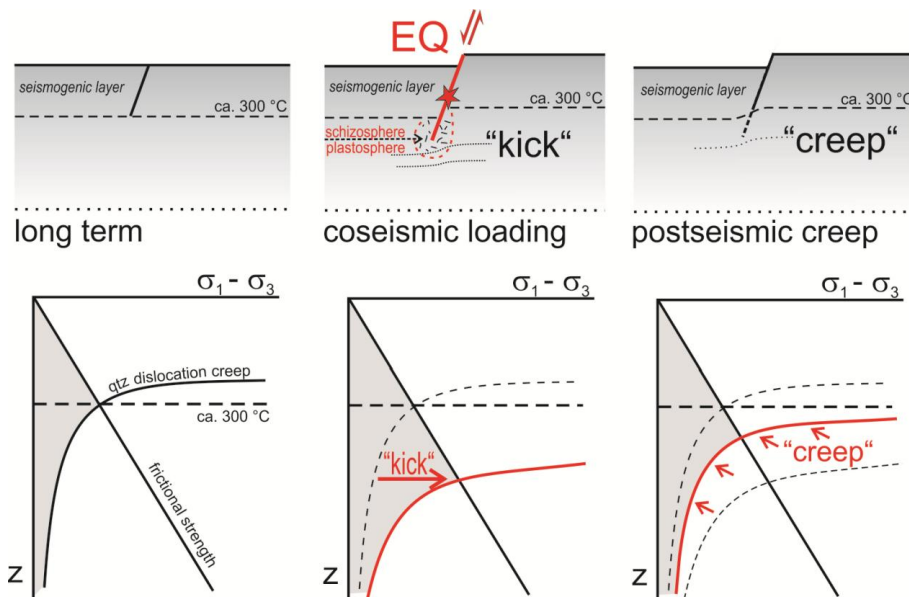 seismogenic layer
ca. 300 °C
long term
EQ
seismogenic layer
ca. 300 °C
schizosphere
plastosphere
“kick“
coseismic loading
seismogenic layer
ca. 300 °C
“creep“
postseismic creep
σ1 - σ3
qtz dislocation creep
ca. 300 °C
frictional strength
z
σ1 - σ3
“kick“
z
σ1 - σ3
“creep“
z